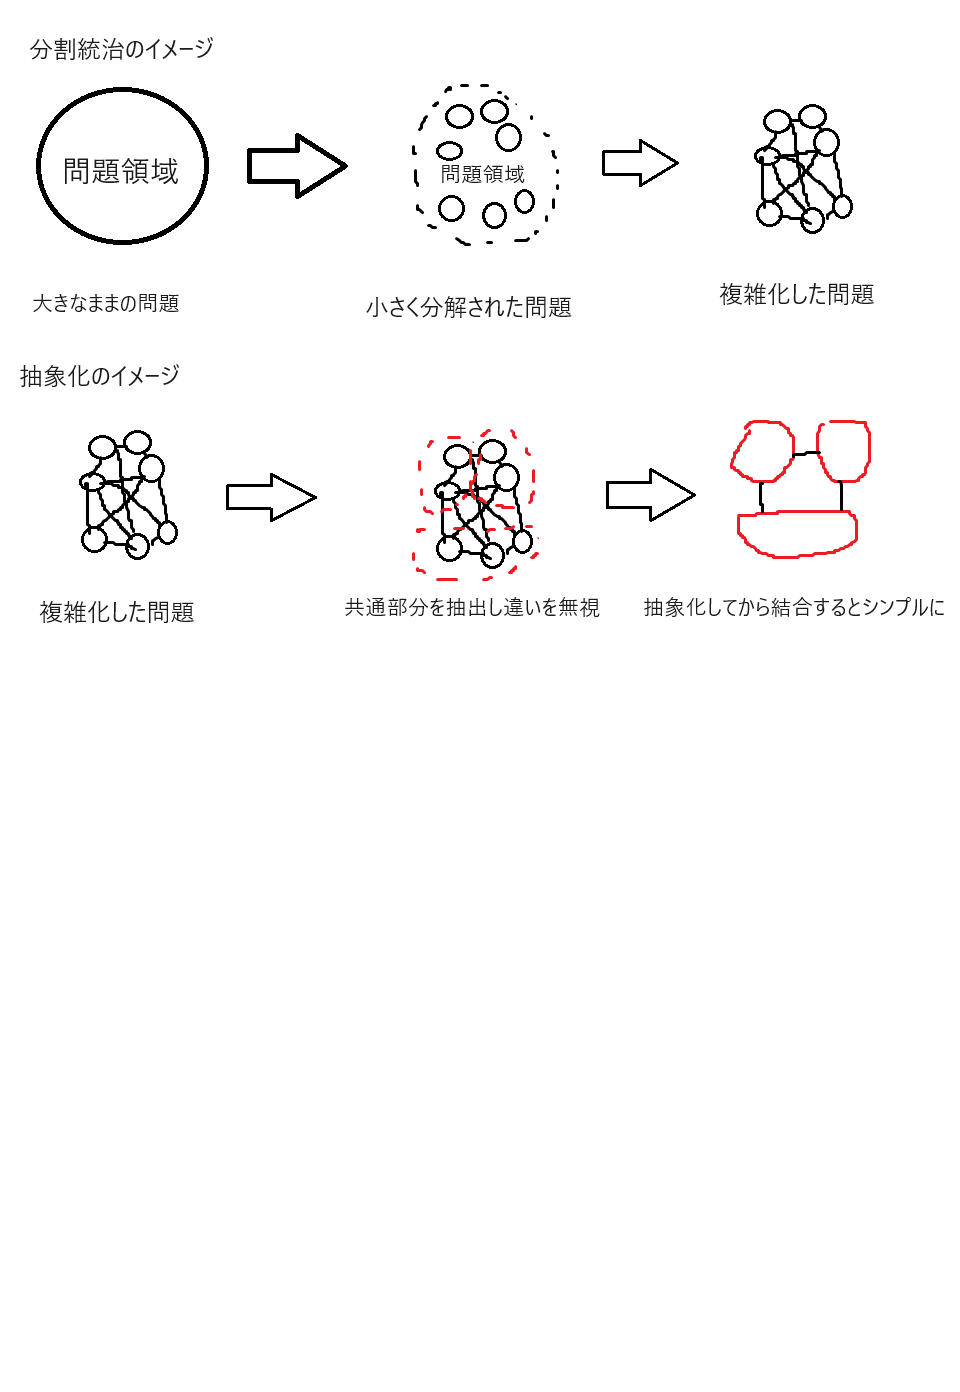 分割統治のイメージ
問題領域
問題領域
大きなままの問題
小さく分解された問題
複雑化した問題
抽象化のイメージ
複雑化した問題
共通部分を抽出し違いを無視
抽象化してから結合するとシンプルに